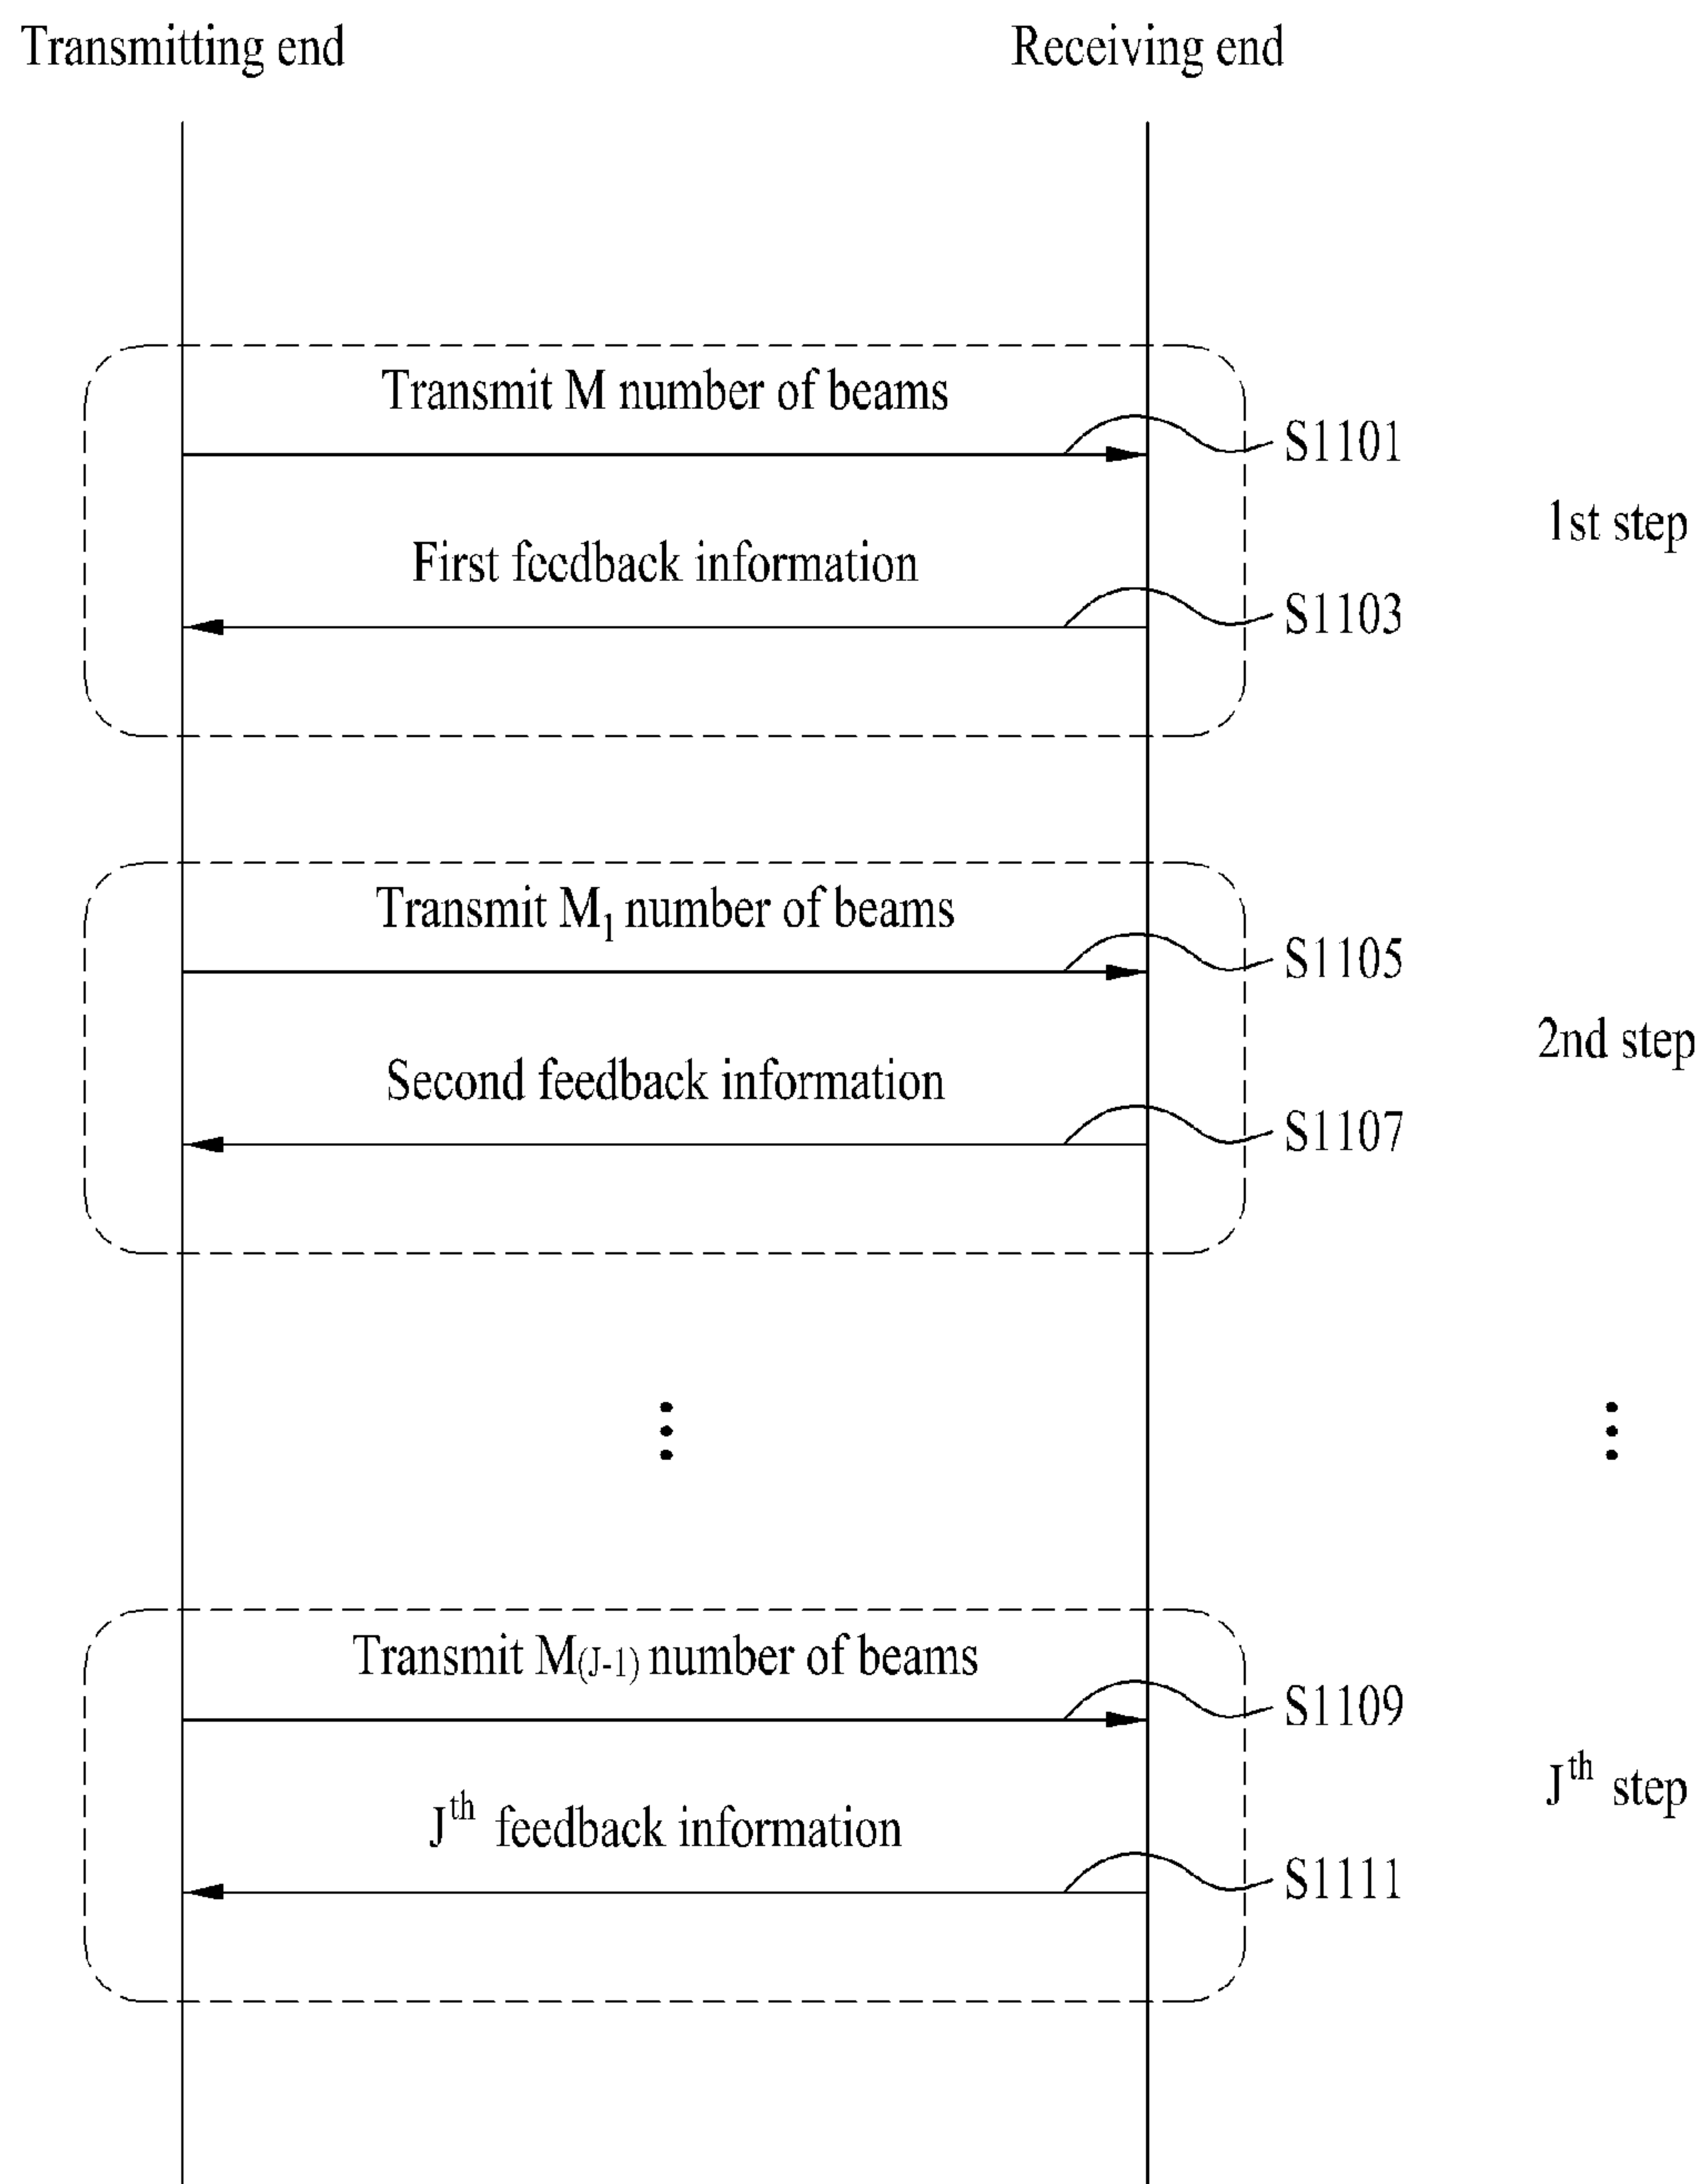 Transmitting end
Receiving end
Transmit M number of beams
S1101
1st step
First feedback information
S1103
Transmit M₁ number of beams
S1105
2nd step
Second feedback information
S1107
Transmit M(J-1) number of beams
S1109
Jth step
Jth feedback information
S1111